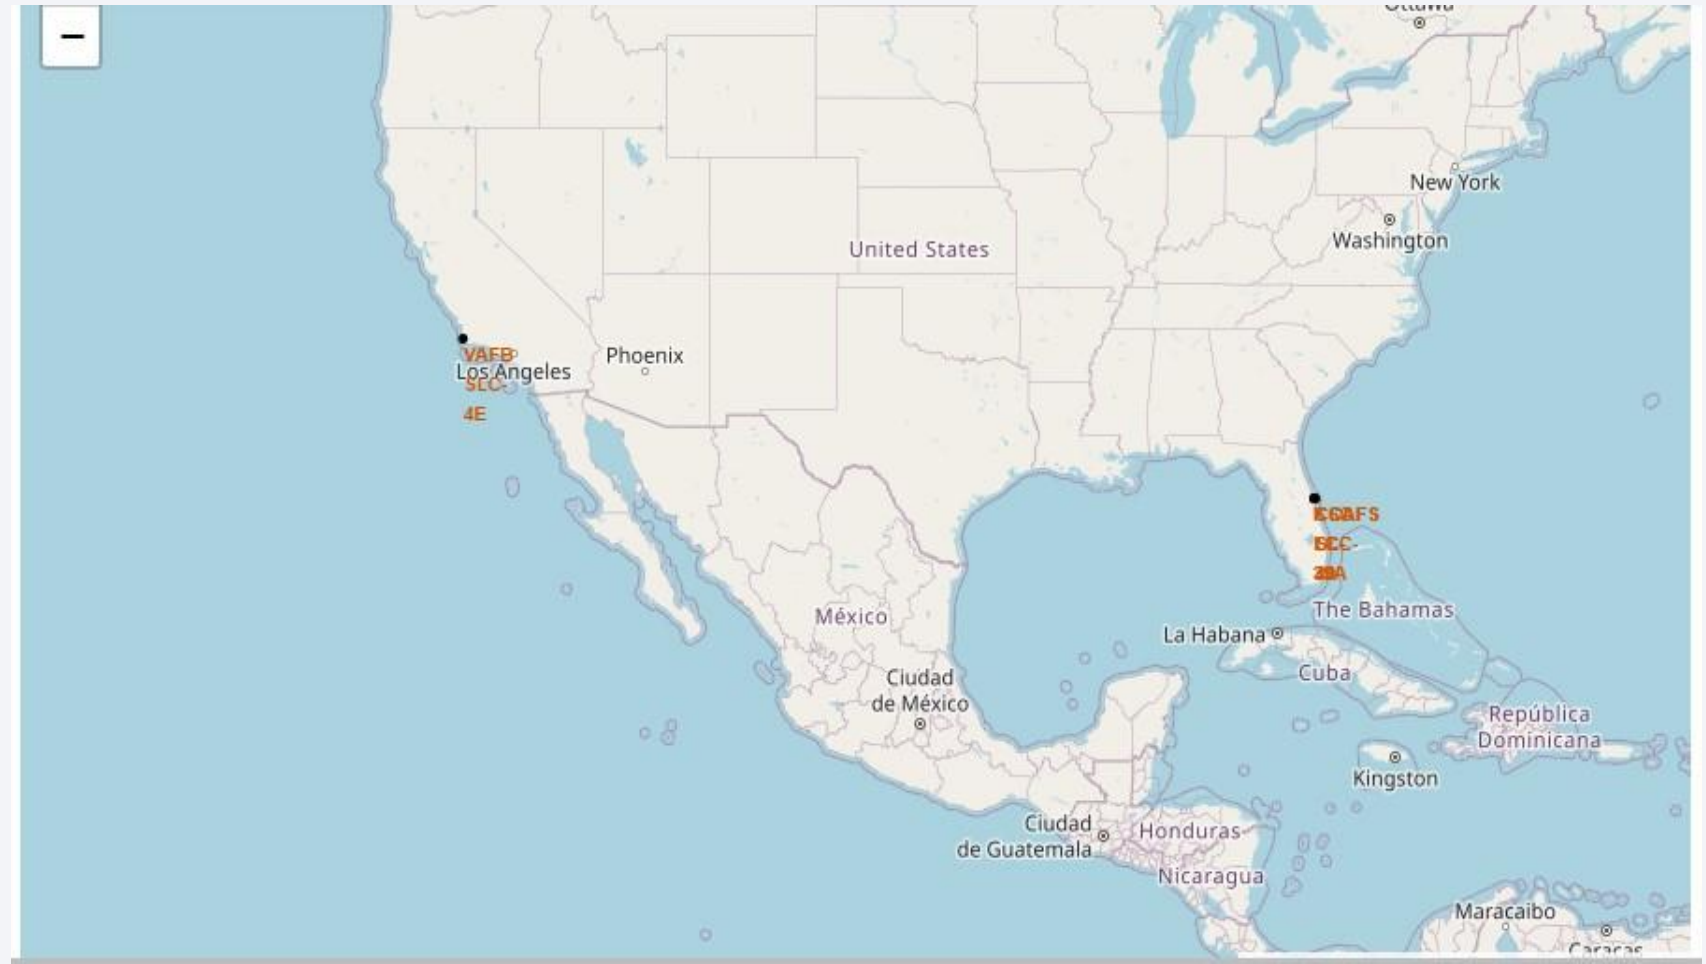 −
Ottawa
New York
Washington
United States
VAFB
SLC-
4E
Los Angeles
Phoenix
The Bahamas
México
La Habana
Cuba
Ciudad
de México
República
Dominicana
Kingston
Ciudad
de Guatemala
Honduras
Nicaragua
Maracaibo
Caracas